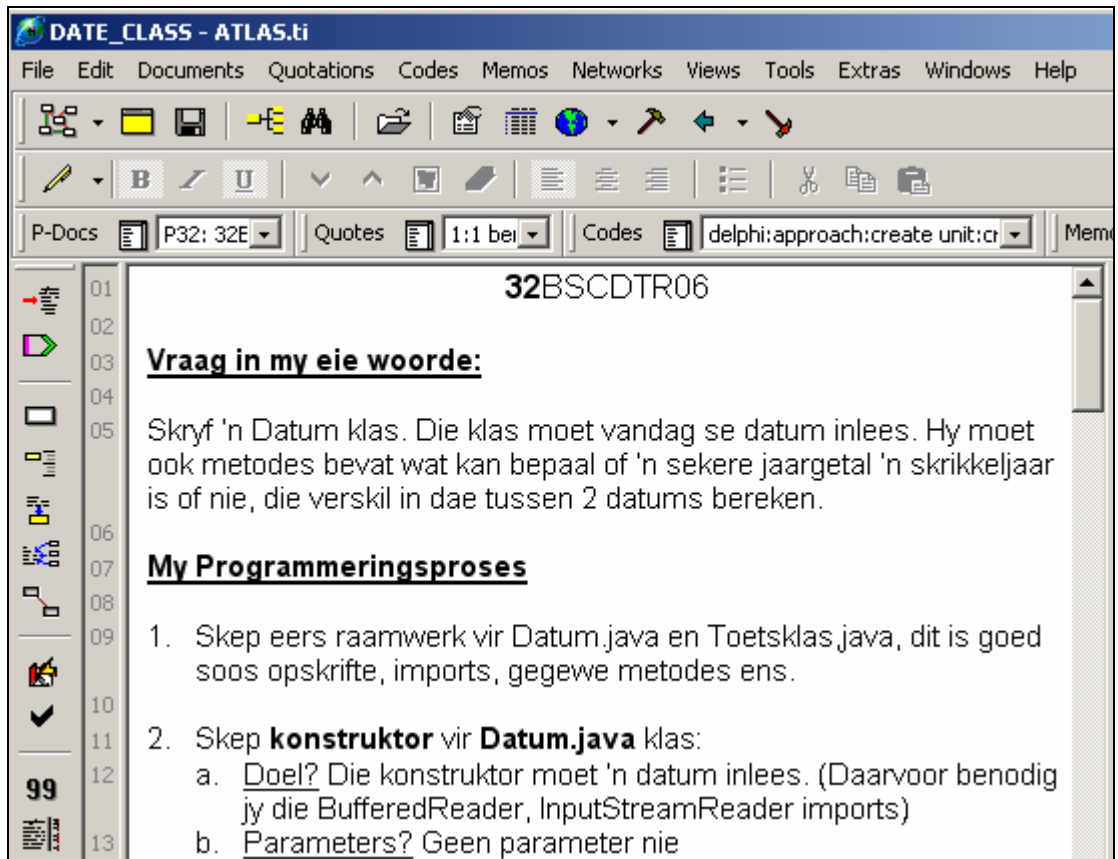 DATE_CLASS - ATLAS.ti
File Edit Documents Quotations Codes Memos Networks Views Tools Extras Windows Help
B I U
P-Docs P32: 32E Quotes 1:1 bei Codes delphi:approach:create unit:cr Memo
01 32BSCDTR06
02
03 Vraag in my eie woorde:
04
05 Skryf 'n Datum klas. Die klas moet vandag se datum inlees. Hy moet
ook metodes bevat wat kan bepaal of 'n sekere jaargetal 'n skrikkeljaar
is of nie, die verskil in dae tussen 2 datums bereken.
06
07 My Programmeringsproses
08
09 1. Skep eers raamwerk vir Datum.java en Toetsklas,java, dit is goed
soos opskrifte, imports, gegewe metodes ens.
10
11 2. Skep konstruktor vir Datum.java klas:
12 a. Doel? Die konstruktor moet 'n datum inlees. (Daarvoor benodig
jy die BufferedReader, InputStreamReader imports)
13 b. Parameters? Geen parameter nie
99